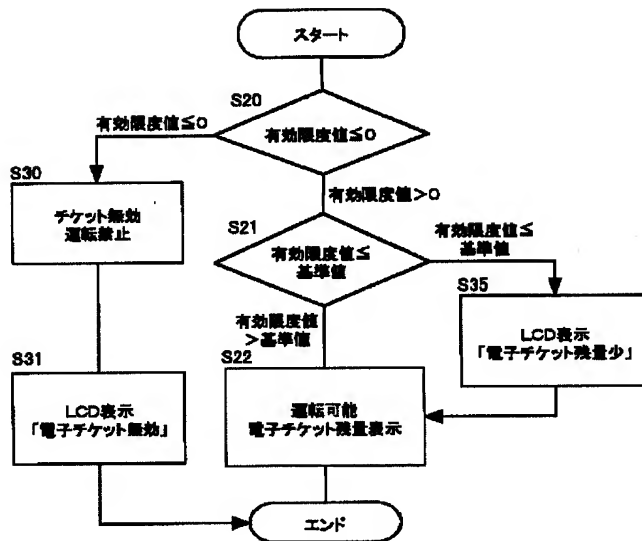 スタート
S20
有効限度値≦0
有効限度値≦0
S30
チケット無効
運転禁止
有効限度値>0
S21
有効限度値≦
基準値
有効限度値≦
基準値
S35
LCD表示
「電子チケット残量少」
有効限度値
>基準値
S22
運転可能
電子チケット残量表示
S31
LCD表示
「電子チケット無効」
エンド